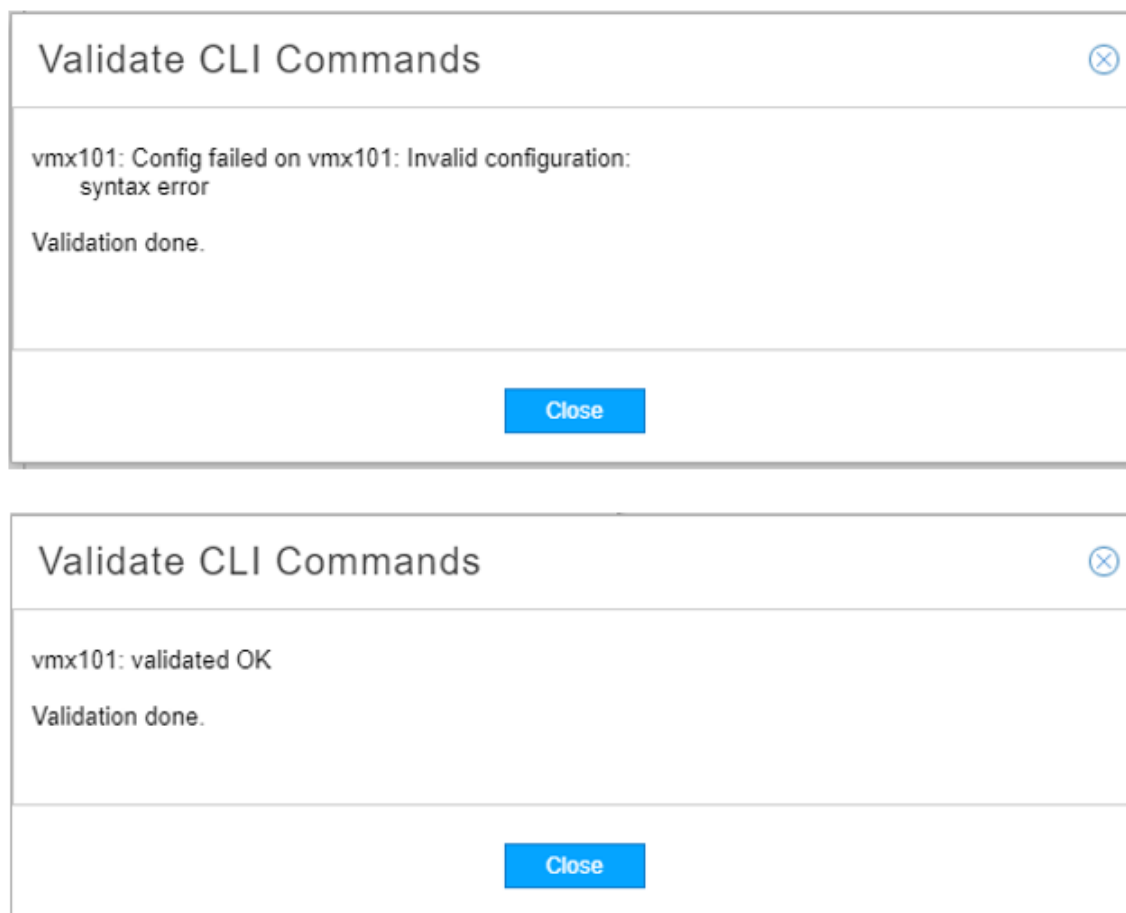 Validate CLI Commands
vmx101: Config failed on vmx101: Invalid configuration:
syntax error
Validation done.
Close
Validate CLI Commands
vmx101: validated OK
Validation done.
Close